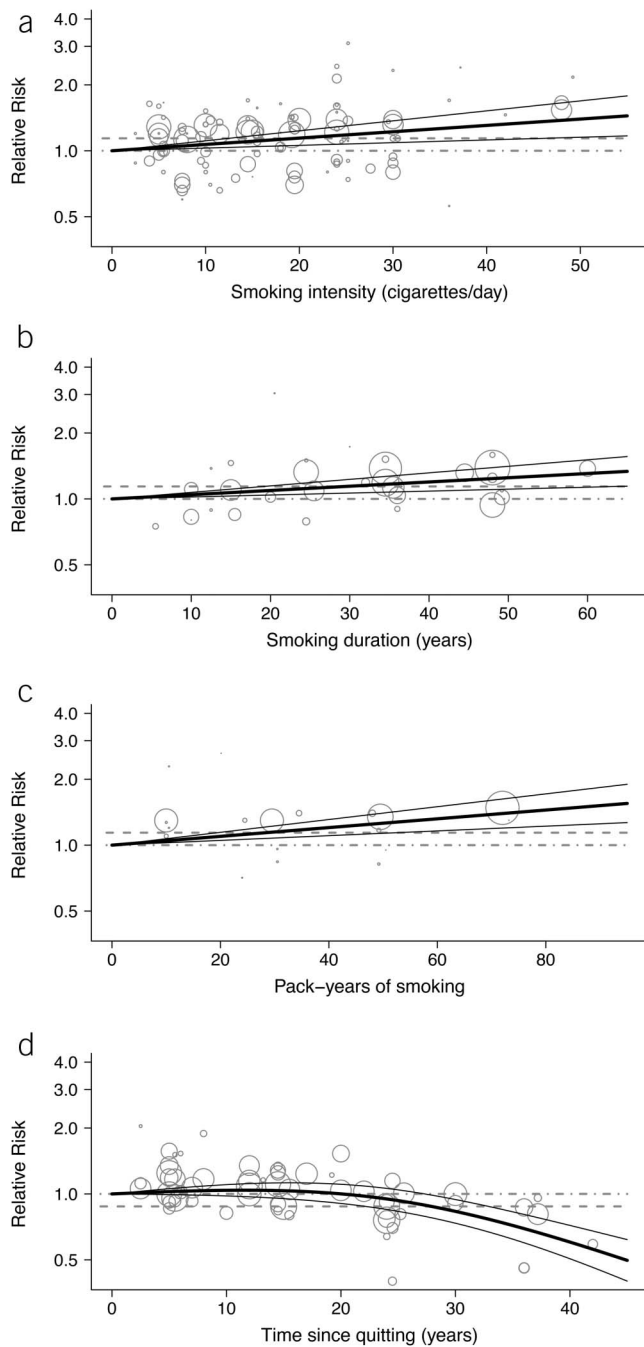 a
4.0
3.0
2.0
1.0
0.5
Relative Risk
0 10 20 30 40 50
Smoking intensity (cigarettes/day)
b
4.0
3.0
2.0
1.0
0.5
Relative Risk
0 10 20 30 40 50 60
Smoking duration (years)
c
4.0
3.0
2.0
1.0
0.5
Relative Risk
0 20 40 60 80
Pack–years of smoking
d
4.0
3.0
2.0
1.0
0.5
Relative Risk
0 10 20 30 40
Time since quitting (years)